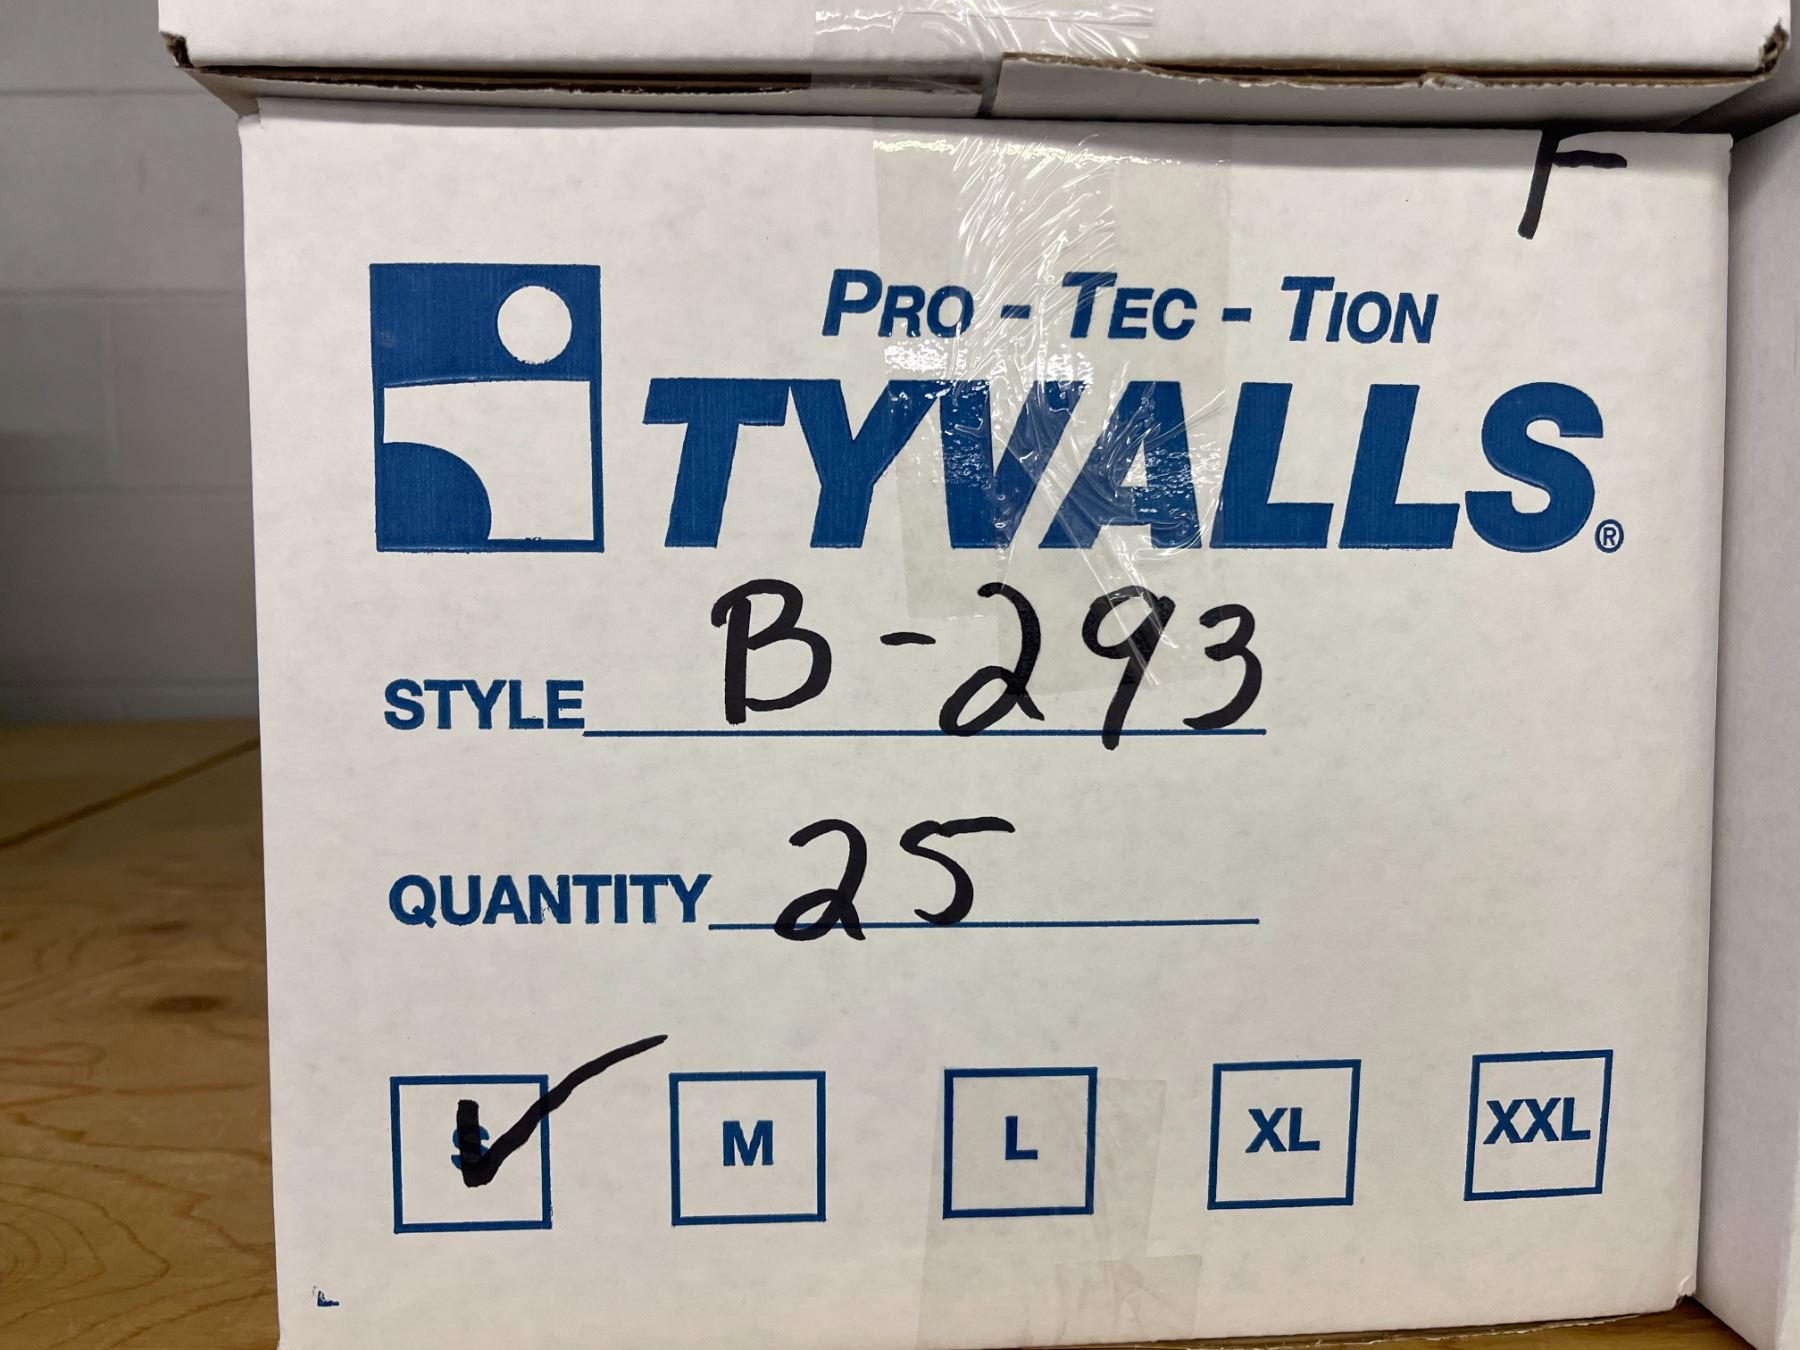 F
PRO - TEC - TION
TYVALLS®
STYLE B-293
QUANTITY 25
S M L XL XXL